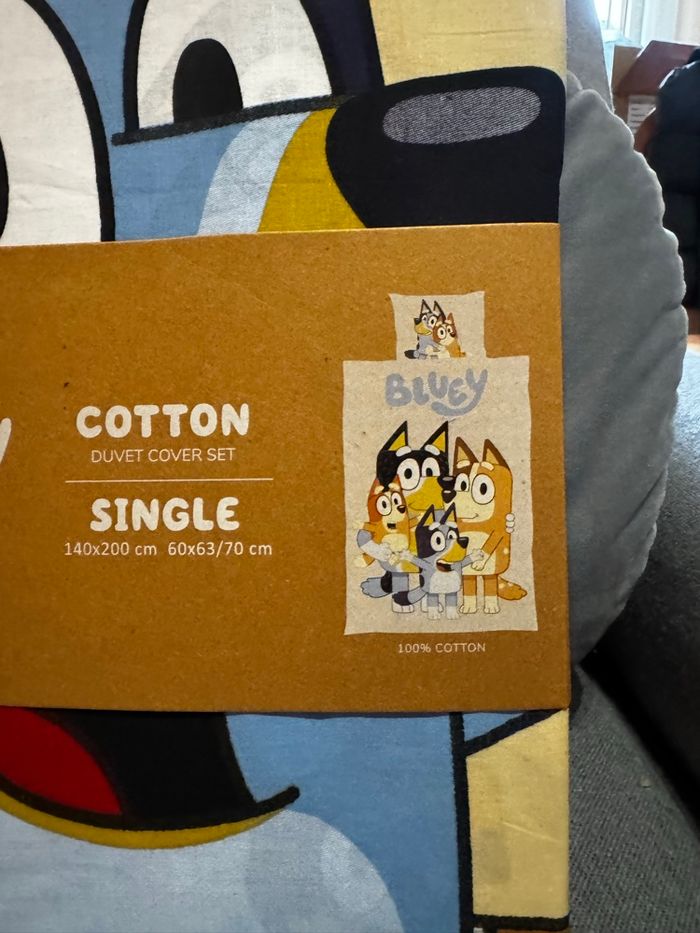 COTTON
DUVET COVER SET
SINGLE
140x200 cm 60x63/70 cm
BLUEY
100% COTTON